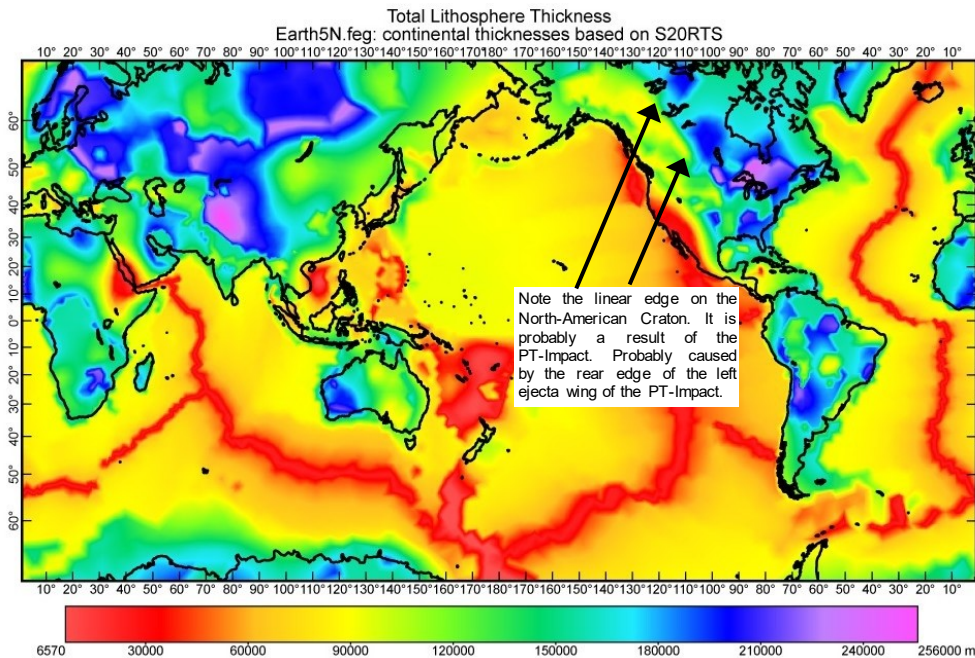 Total Lithosphere Thickness
Earth5N.feg: continental thicknesses based on S20RTS
10° 20° 30° 40° 50° 60° 70° 80° 90° 100° 110° 120° 130° 140° 150° 160° 170°180°170° 160° 150° 140° 130° 120° 110° 100° 90° 80° 70° 60° 50° 40° 30° 20° 10°
60°
50°
40°
30°
20°
10°
0°
10°
20°
30°
40°
50°
60°
Note the linear edge on the
North-American Craton. It is
probably a result of the
PT-Impact. Probably caused
by the rear edge of the left
ejecta wing of the PT-Impact.
10° 20° 30° 40° 50° 60° 70° 80° 90° 100° 110° 120° 130° 140° 150° 160° 170°180°170° 160° 150° 140° 130° 120° 110° 100° 90° 80° 70° 60° 50° 40° 30° 20° 10°
6570 30000 60000 90000 120000 150000 180000 210000 240000 256000 m